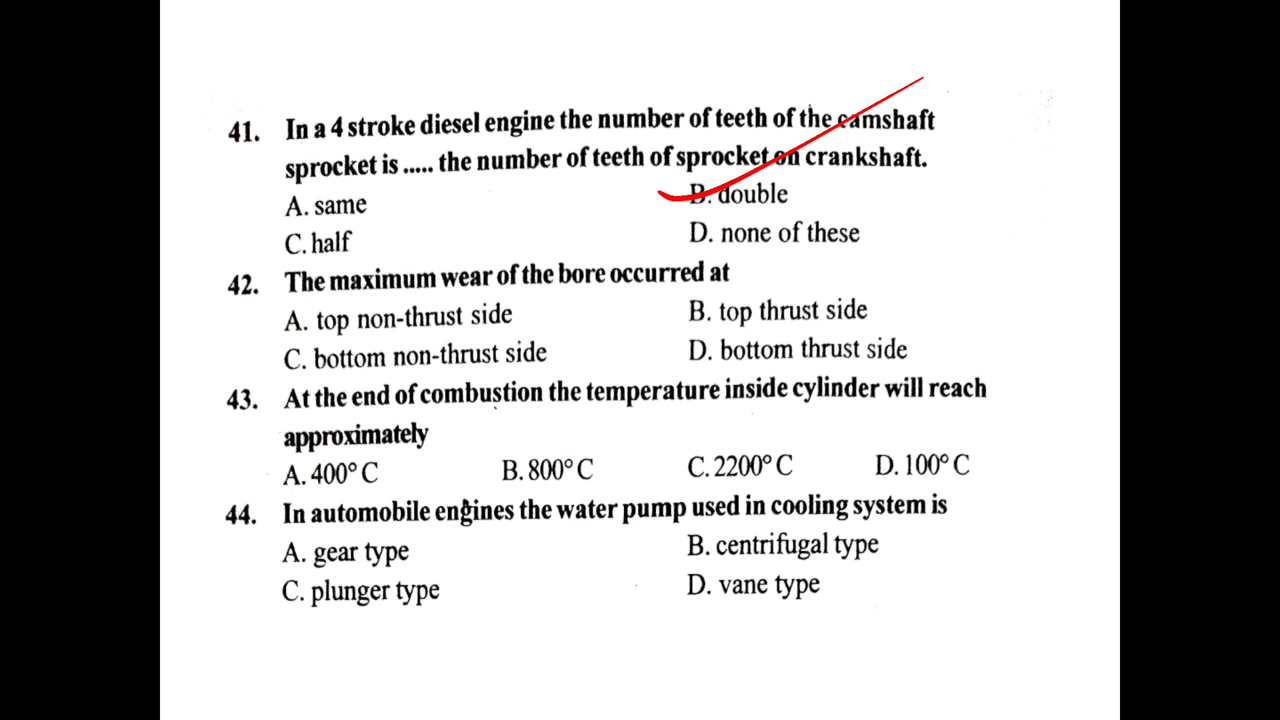 41. In a 4 stroke diesel engine the number of teeth of the camshaft
sprocket is ..... the number of teeth of sprocket on crankshaft.
A. same B. double
C. half D. none of these
42. The maximum wear of the bore occurred at
A. top non-thrust side B. top thrust side
C. bottom non-thrust side D. bottom thrust side
43. At the end of combustion the temperature inside cylinder will reach
approximately
A. 400° C B. 800° C C. 2200° C D. 100° C
44. In automobile engines the water pump used in cooling system is
A. gear type B. centrifugal type
C. plunger type D. vane type